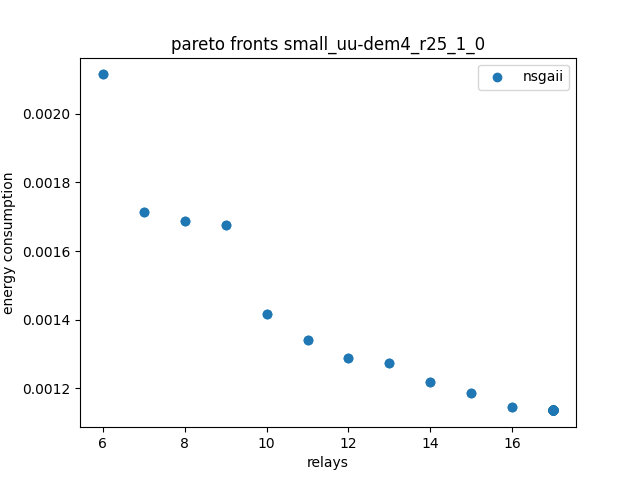 pareto fronts small_uu-dem4_r25_1_0
nsgaii
energy consumption
0.0020
0.0018
0.0016
0.0014
0.0012
6 8 10 12 14 16
relays